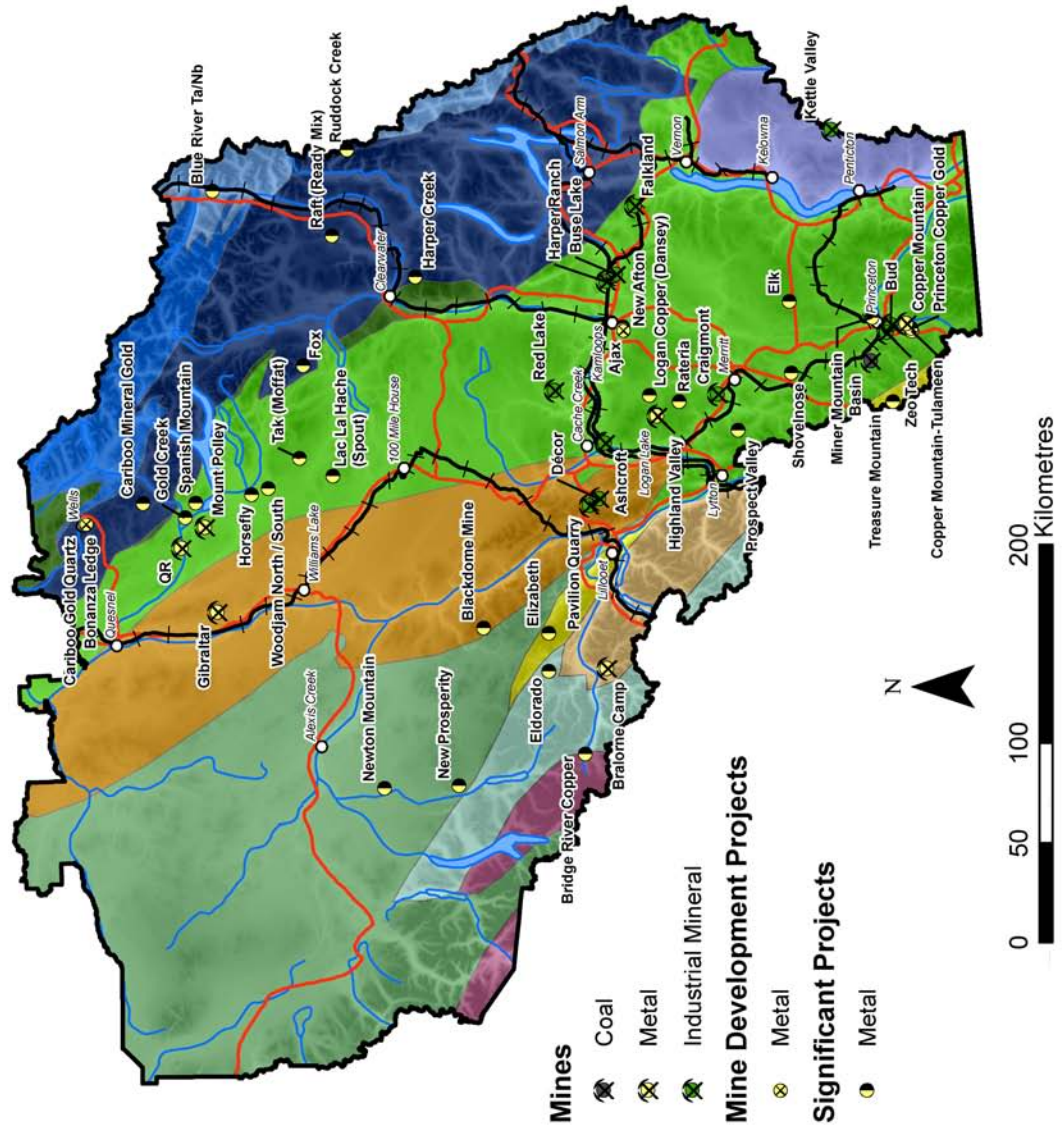 Cariboo Gold Quartz
Bonanza Ledge
Wells
Quesnel
Cariboo Mineral Gold
Gold Creek
Spanish Mountain
Mount Polley
QR
Gibraltar
Horsefly
Woodjam North / South
Tak (Moffat)
Lac La Hache
(Spout)
Fox
Williams Lake
100 Mile House
Blue River Ta/Nb
Raft (Ready Mix)
Ruddock Creek
Clearwater
Harper Creek
Alexis Creek
Newton Mountain
New Prosperity
Blackdome Mine
Elizabeth
Eldorado
Pavilion Quarry
Lillooet
Bridge River Copper
Bralorne Camp
Décor
Ashcroft
Cache Creek
Red Lake
Kamloops
Harper Ranch
Buse Lake
Salmon Arm
Falkland
New Afton
Ajax
Logan Copper (Dansey)
Rateria
Craigmont
Logan Lake
Highland Valley
Merritt
Lytton
Prospect Valley
Vernon
Kelowna
Kettle Valley
Penticton
Elk
Shovelnose
Miner Mountain
Basin
Treasure Mountain
Princeton
Bud
Copper Mountain
Princeton Copper Gold
ZeoTech
Copper Mountain-Tulameen
N
Mines
Coal
Metal
Industrial Mineral
Mine Development Projects
Metal
Significant Projects
Metal
0 50 100 200
Kilometres